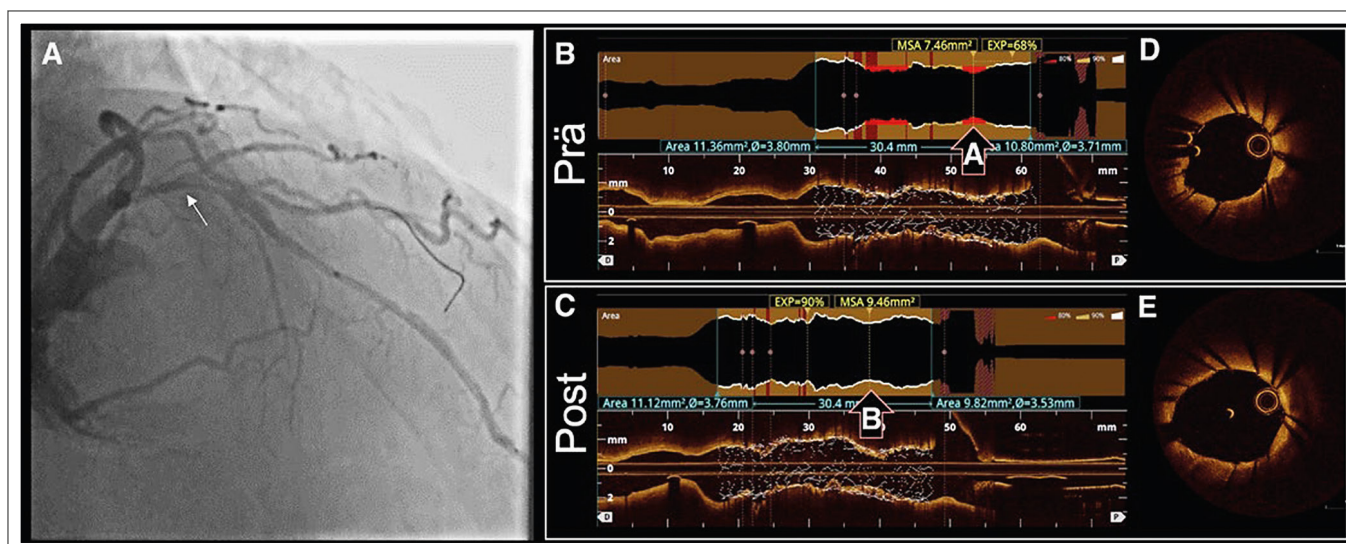 A
B
Prä
MSA 7.46mm² EXP=68%
Area
80% 90%
Area 11.36mm²,Ø=3.80mm 30.4 mm a 10.80mm²,Ø=3.71mm
A
10 20 30 40 50 60 mm
mm
0
2
D P
D
C
Post
EXP=90% MSA 9.46mm²
Area
80% 90%
Area 11.12mm²,Ø=3.76mm 30.4 m Area 9.82mm²,Ø=3.53mm
B
10 20 30 40 50 60 mm
mm
0
2
D P
E